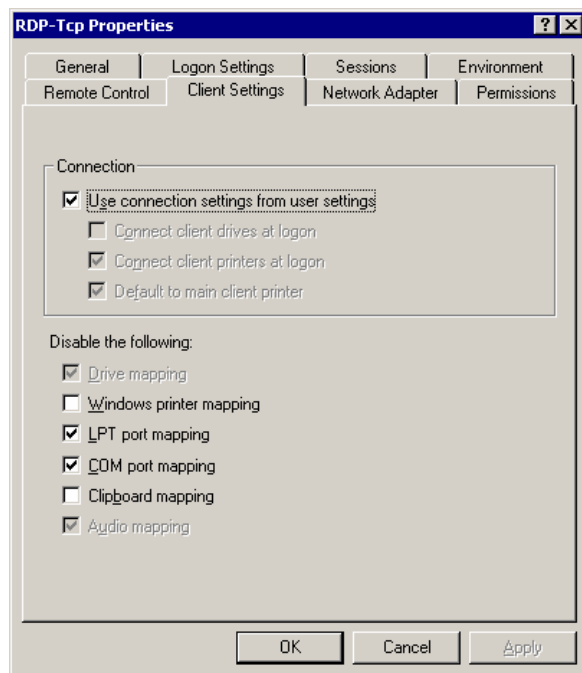 RDP-Tcp Properties
General Logon Settings Sessions Environment
Remote Control Client Settings Network Adapter Permissions
Connection
Use connection settings from user settings
Connect client drives at logon
Connect client printers at logon
Default to main client printer
Disable the following:
Drive mapping
Windows printer mapping
LPT port mapping
COM port mapping
Clipboard mapping
Audio mapping
OK Cancel Apply